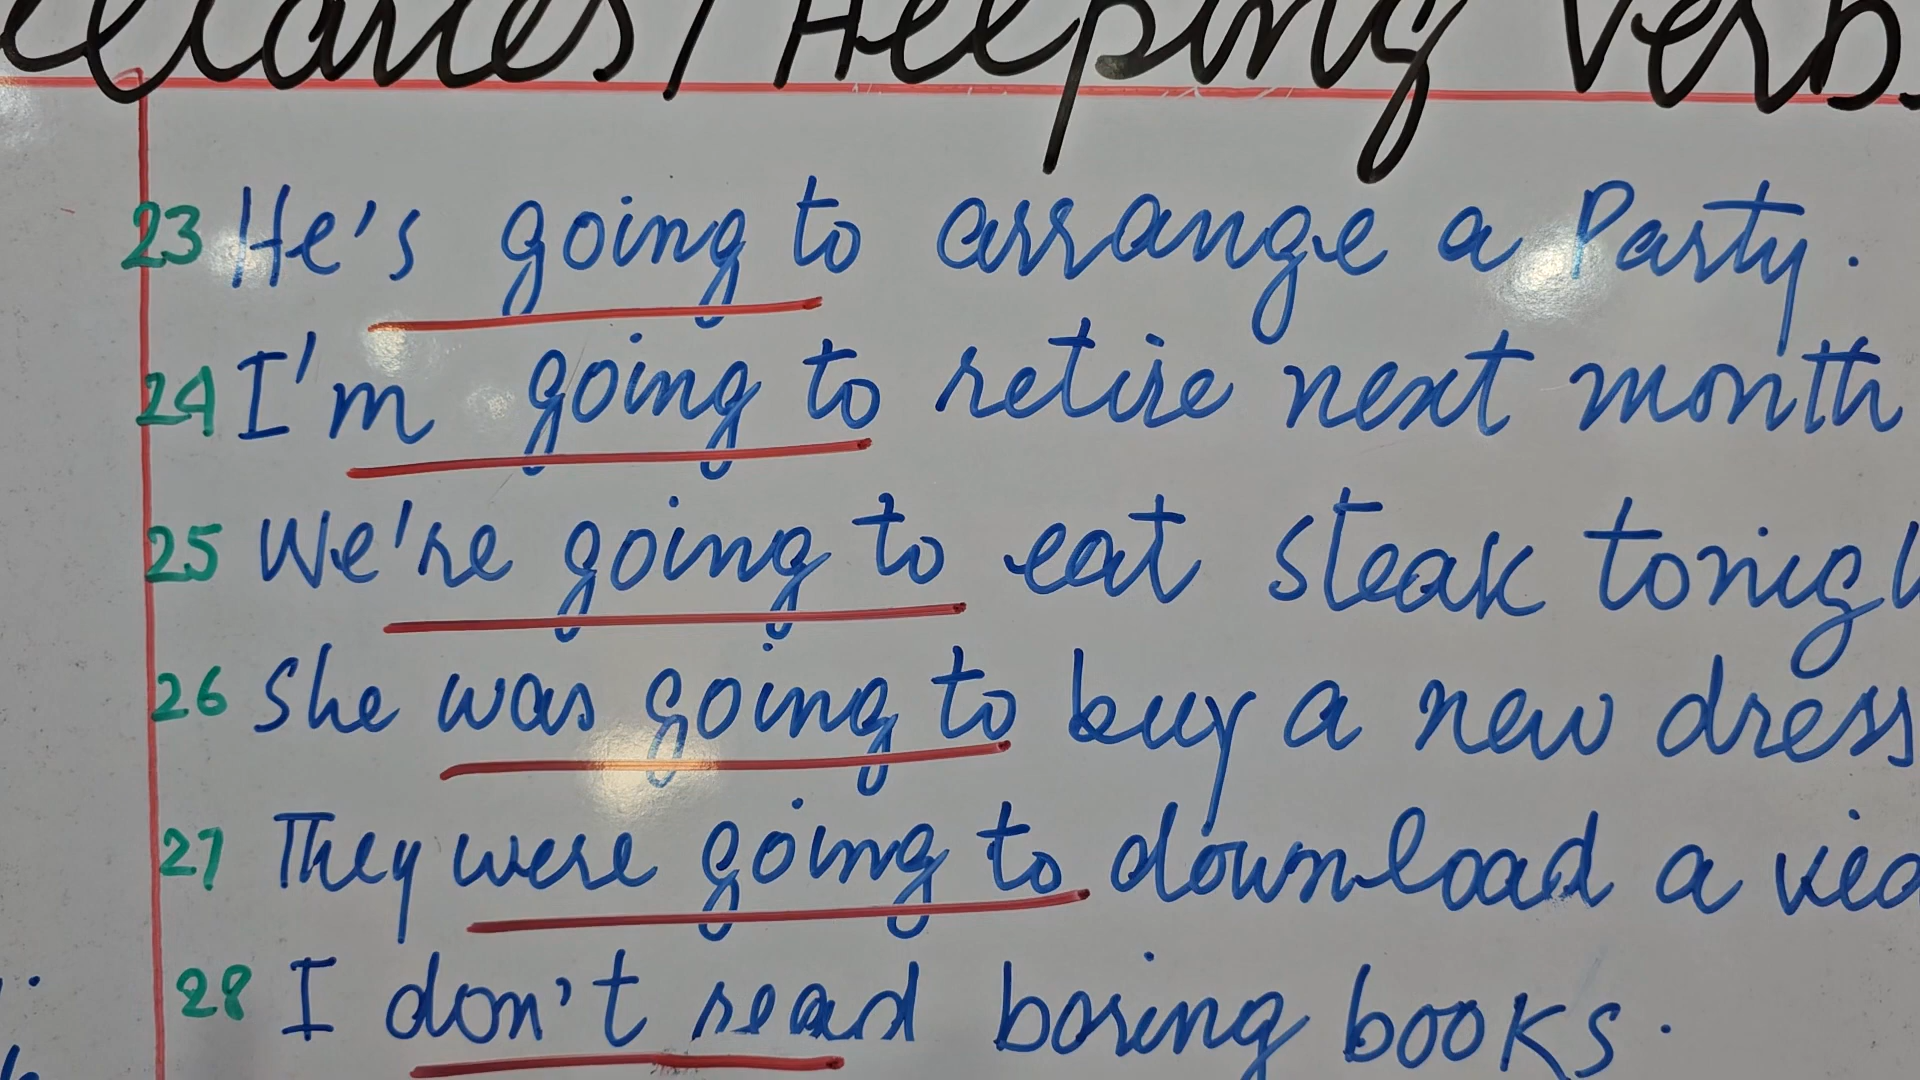 /Helping Verbs
23 He's going to arrange a Party.
24 I'm going to retire next month
25 We're going to eat steak
26 She was going to buy a new dress
27 They were going to download a
28 I don't read boring books.